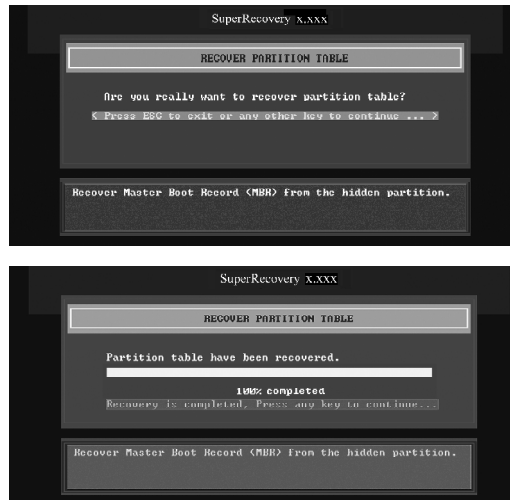 SuperRecovery x.xxx
RECOVER PARTITION TABLE
Are you really want to recover partition table?
< Press ESC to exit or any other key to continue ... >
Recover Master Boot Record (MBR) from the hidden partition.
SuperRecovery x.xxx
RECOVER PARTITION TABLE
Partition table have been recovered.
100% completed
Recovery is completed, Press any key to continue...
Recover Master Boot Record (MBR) from the hidden partition.